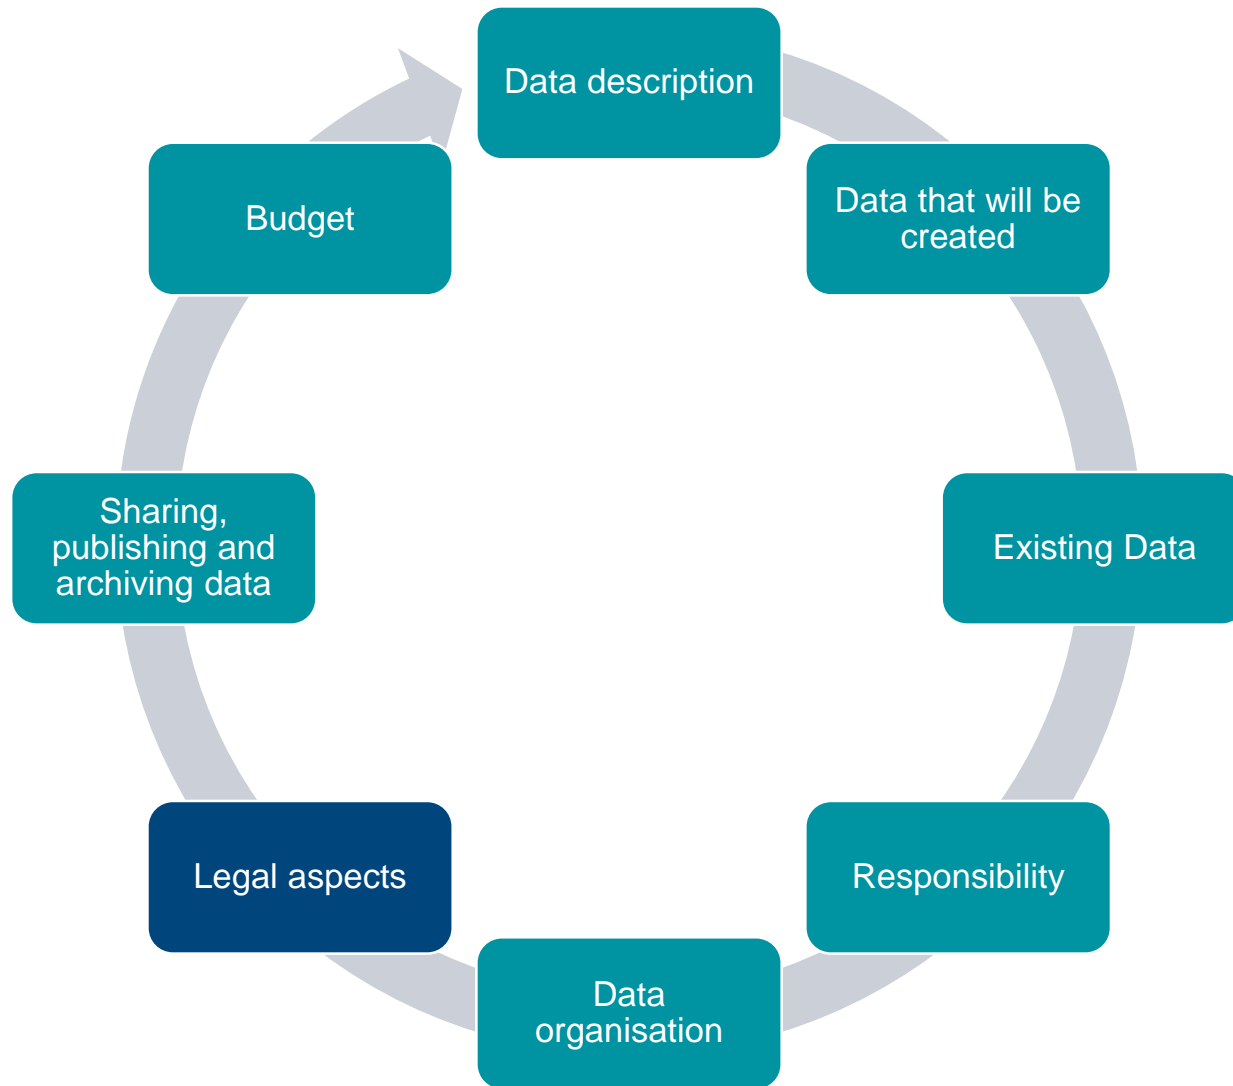 Data description
Data that will be
created
Existing Data
Responsibility
Data
organisation
Legal aspects
Sharing,
publishing and
archiving data
Budget